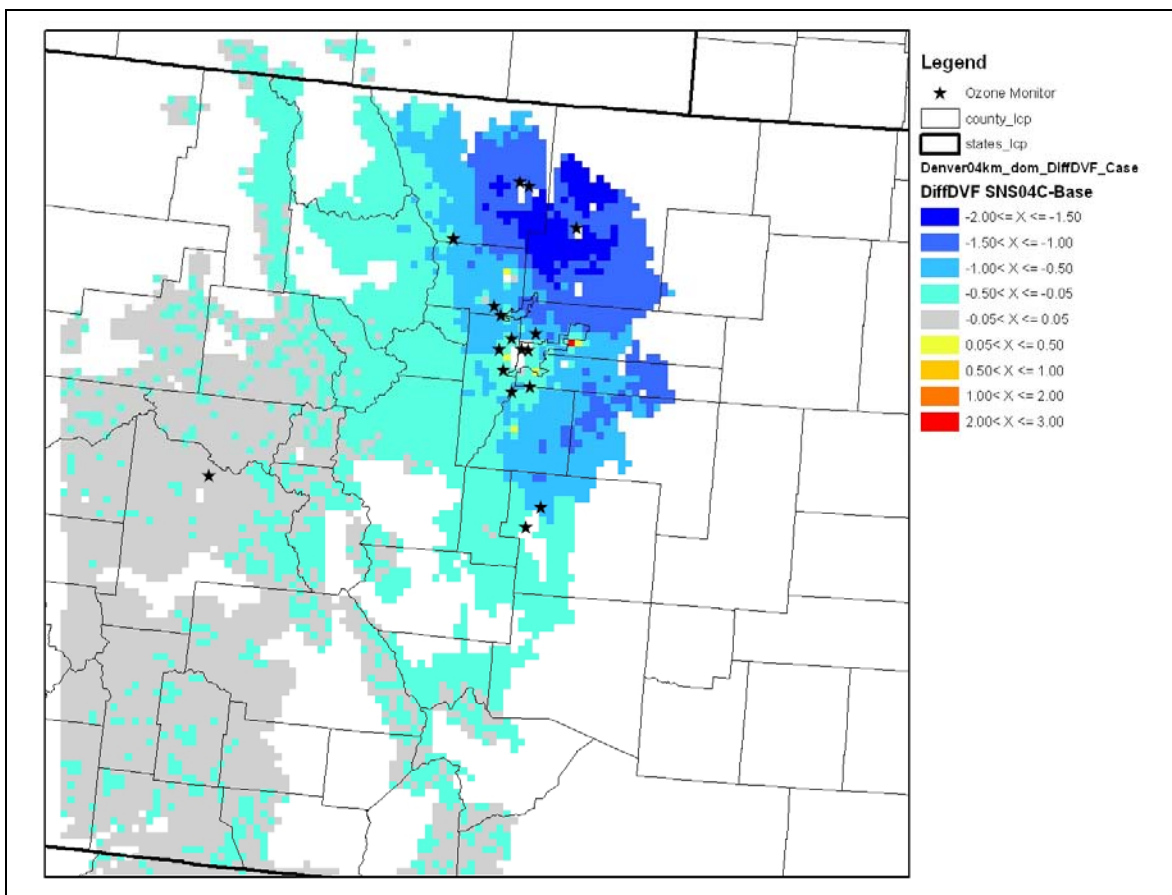 Legend
Ozone Monitor
county_lcp
states_lcp
Denver04km_dom_DiffDVF_Case
DiffDVF SNS04C-Base
-2.00<= X <= -1.50
-1.50< X <= -1.00
-1.00< X <= -0.50
-0.50< X <= -0.05
-0.05< X <= 0.05
0.05< X <= 0.50
0.50< X <= 1.00
1.00< X <= 2.00
2.00< X <= 3.00